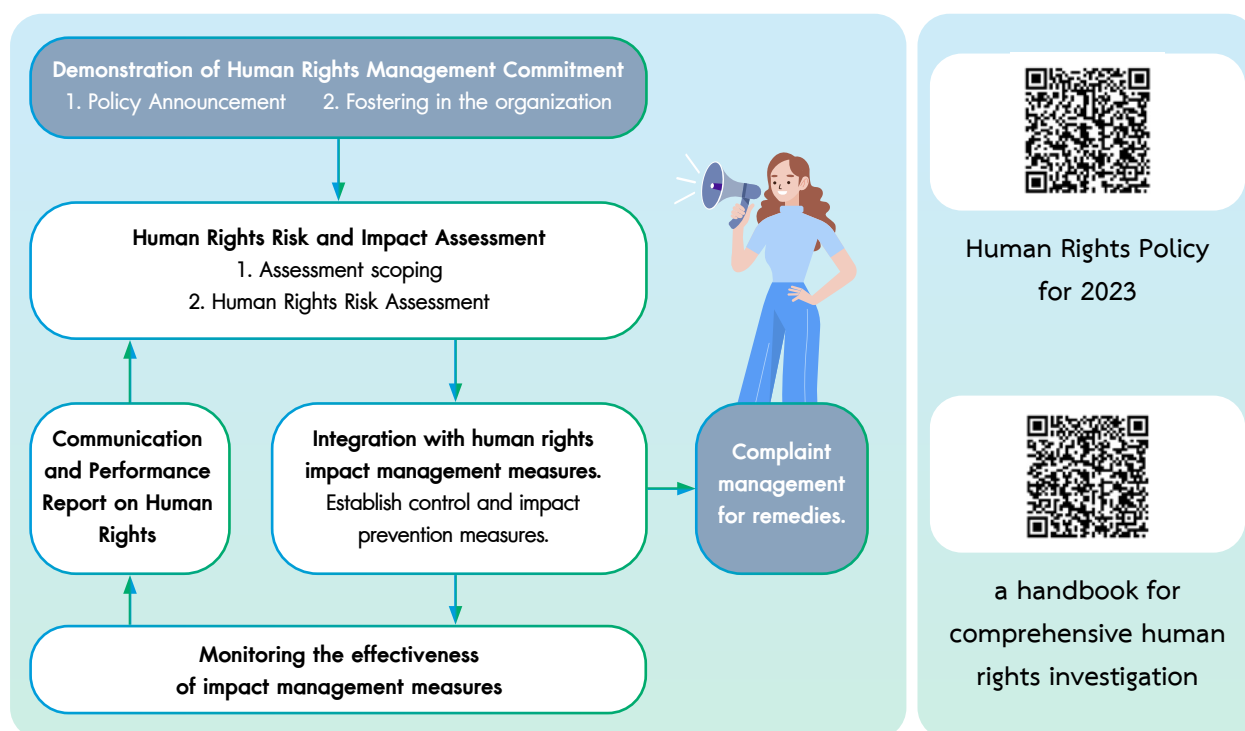 Demonstration of Human Rights Management Commitment
1. Policy Announcement 2. Fostering in the organization
Human Rights Risk and Impact Assessment
1. Assessment scoping
2. Human Rights Risk Assessment
Communication
and Performance
Report on Human
Rights
Integration with human rights
impact management measures.
Establish control and impact
prevention measures.
Complaint
management
for remedies.
Monitoring the effectiveness
of impact management measures
Human Rights Policy
for 2023
a handbook for
comprehensive human
rights investigation